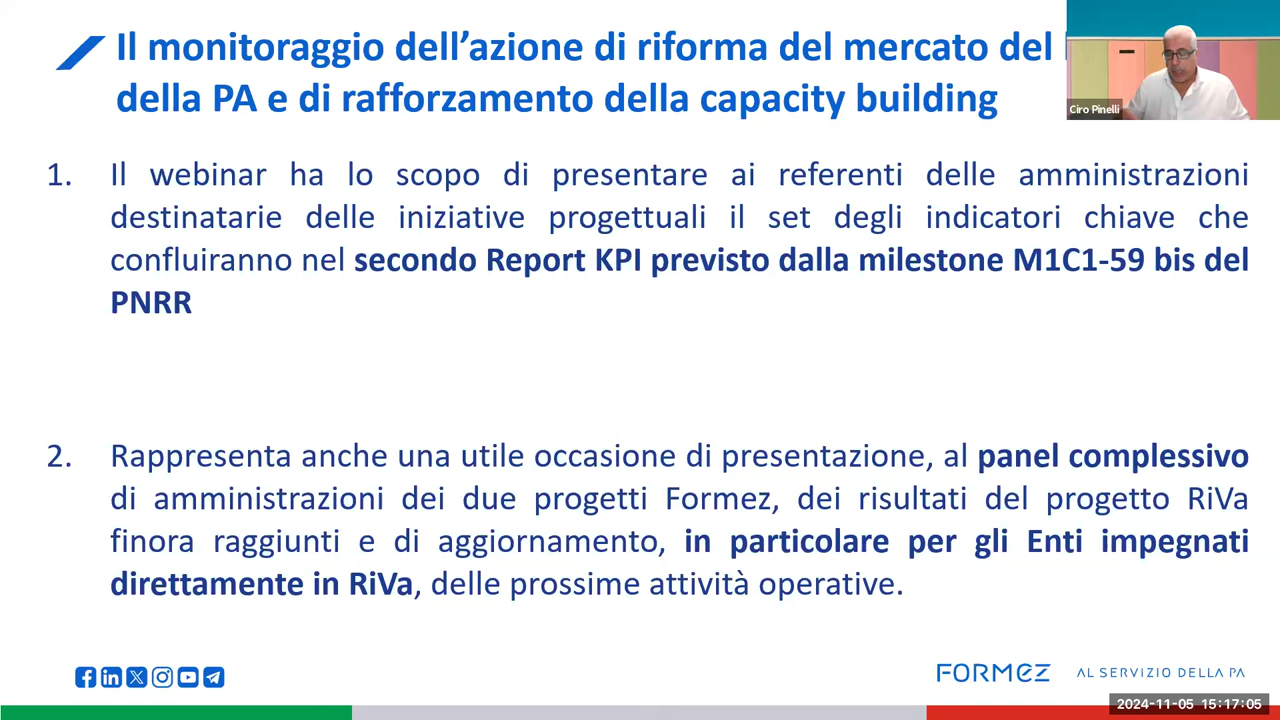 Il monitoraggio dell’azione di riforma del mercato del
della PA e di rafforzamento della capacity building
Ciro Pinelli
1. Il webinar ha lo scopo di presentare ai referenti delle amministrazioni
destinatarie delle iniziative progettuali il set degli indicatori chiave che
confluiranno nel secondo Report KPI previsto dalla milestone M1C1-59 bis del
PNRR
2. Rappresenta anche una utile occasione di presentazione, al panel complessivo
di amministrazioni dei due progetti Formez, dei risultati del progetto RiVa
finora raggiunti e di aggiornamento, in particolare per gli Enti impegnati
direttamente in RiVa, delle prossime attività operative.
FORMEZ AL SERVIZIO DELLA PA
2024-11-05 15:17:05